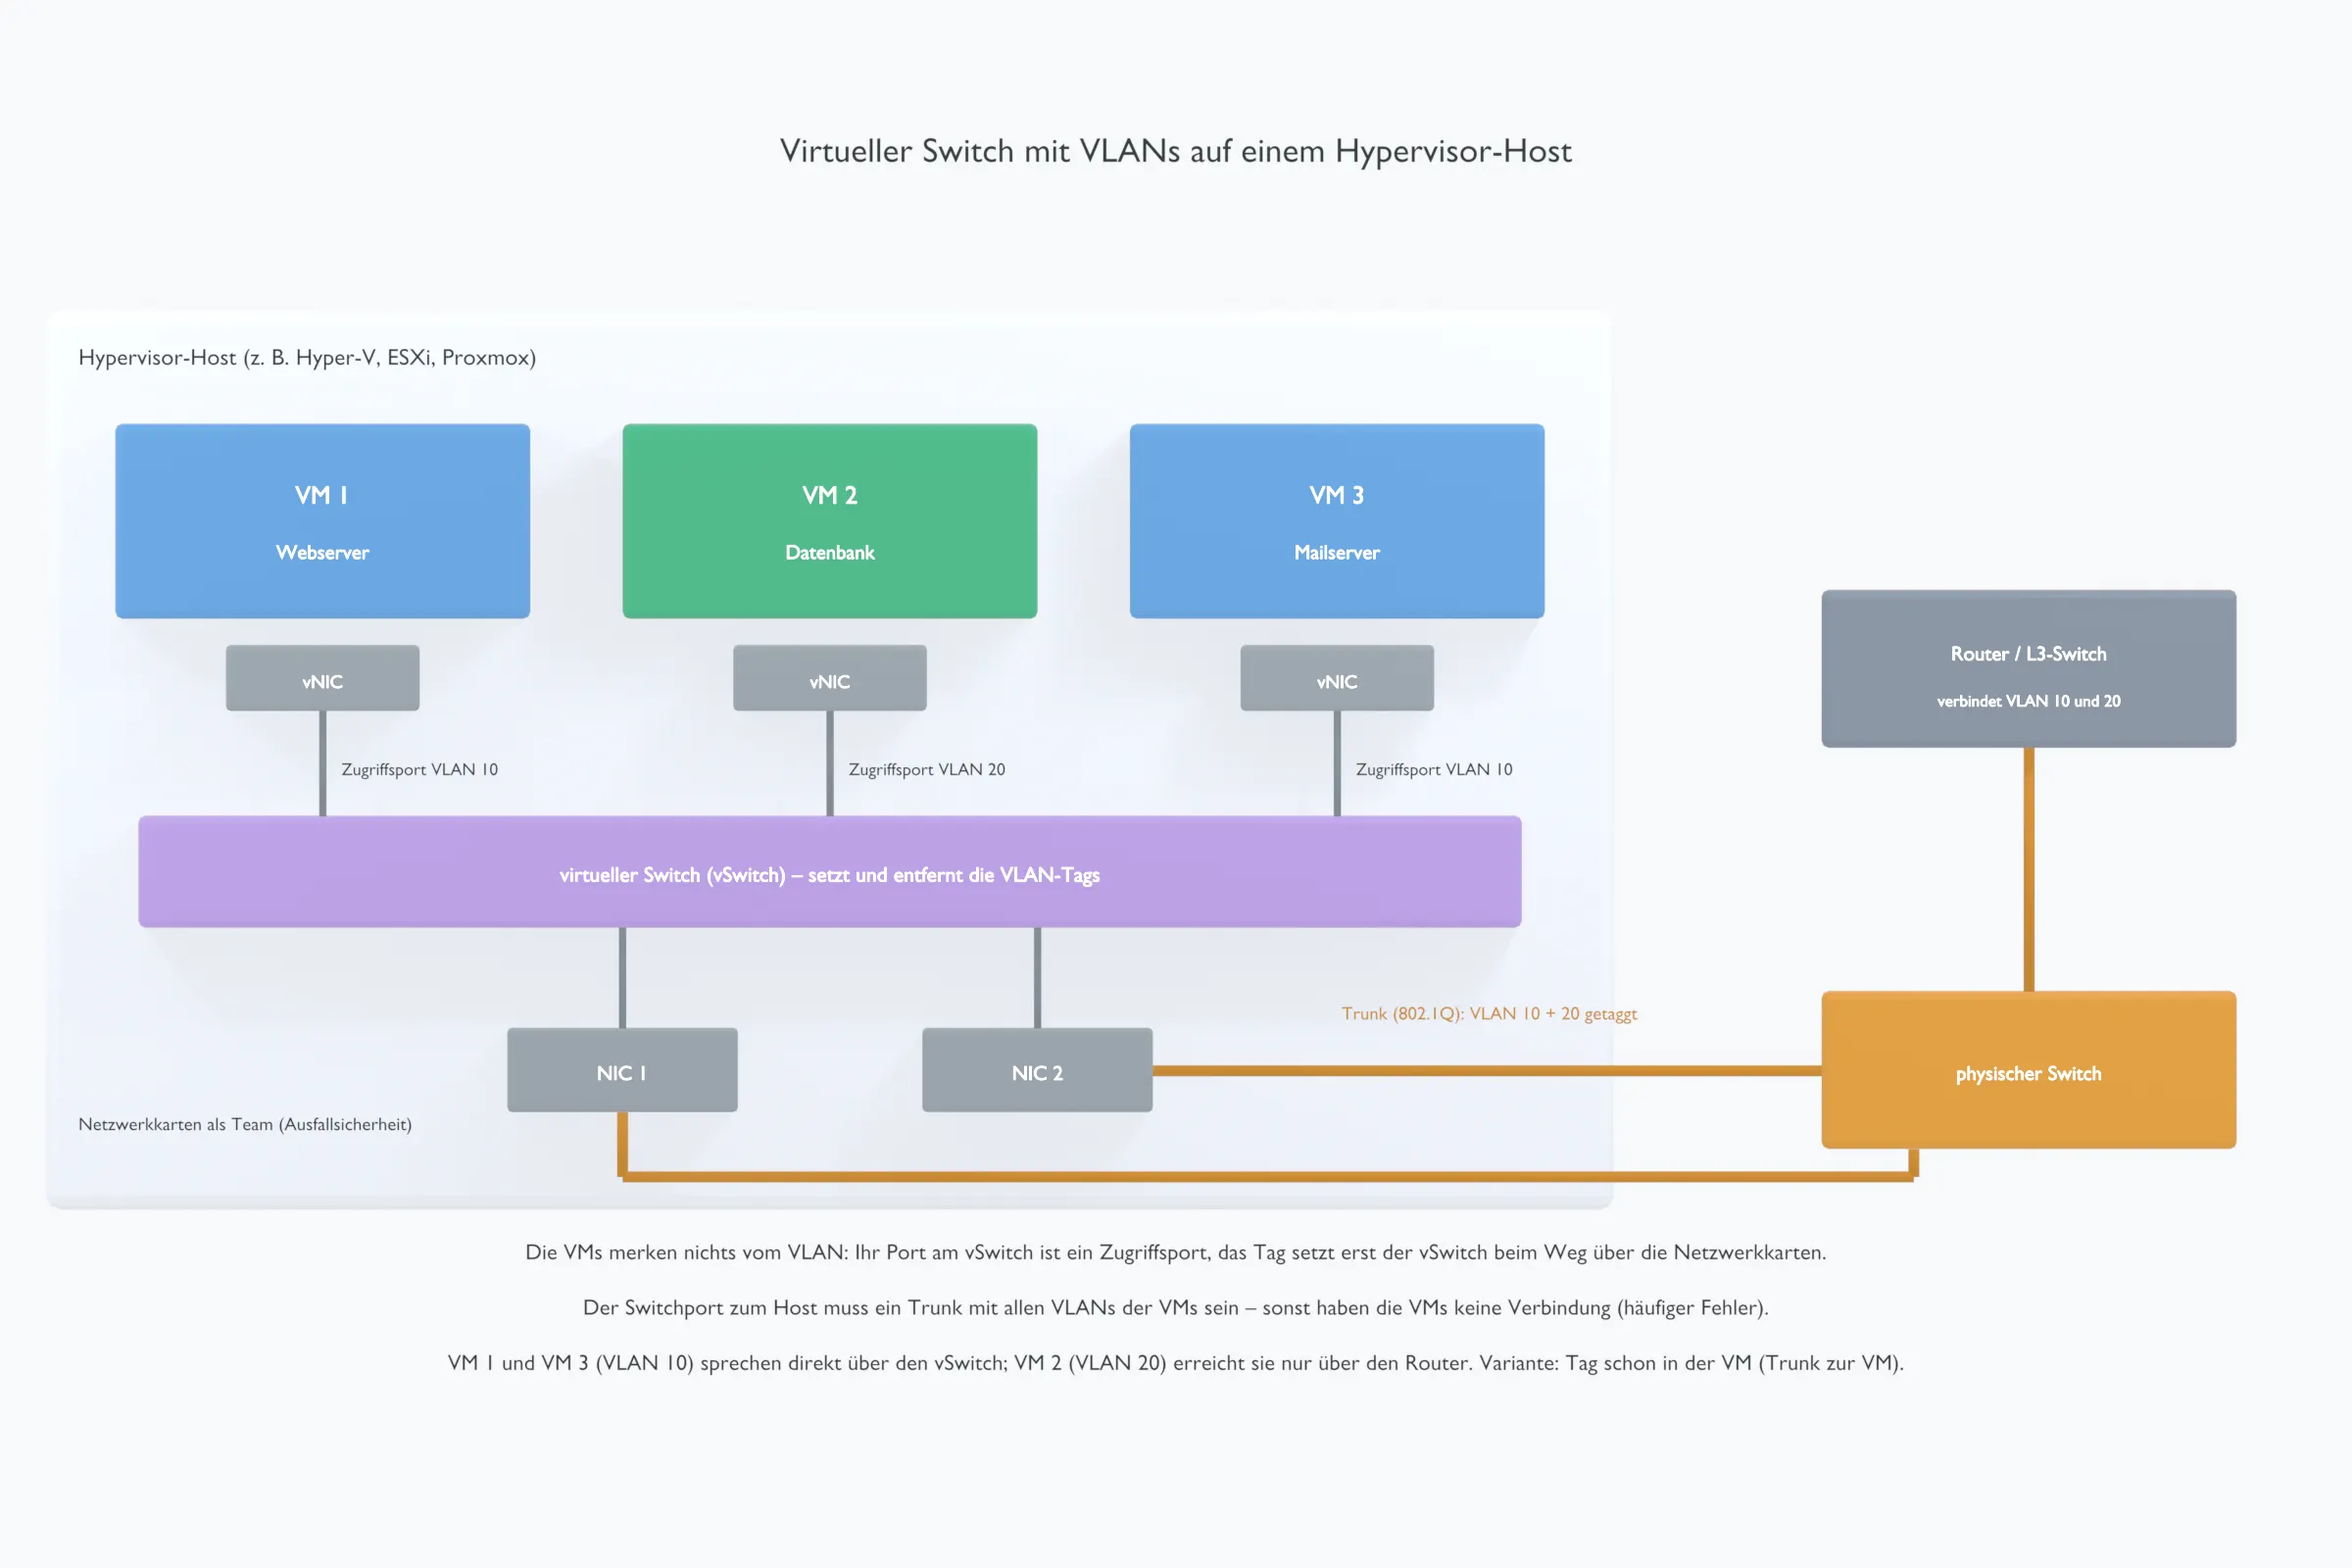 Virtueller Switch mit VLANs auf einem Hypervisor-Host
Hypervisor-Host (z. B. Hyper-V, ESXi, Proxmox)
VM 1
Webserver
VM 2
Datenbank
VM 3
Mailserver
vNIC
vNIC
vNIC
Router / L3-Switch
verbindet VLAN 10 und 20
Zugriffsport VLAN 10
Zugriffsport VLAN 20
Zugriffsport VLAN 10
virtueller Switch (vSwitch) – setzt und entfernt die VLAN-Tags
Trunk (802.1Q): VLAN 10 + 20 getaggt
NIC 1
NIC 2
physischer Switch
Netzwerkkarten als Team (Ausfallsicherheit)
Die VMs merken nichts vom VLAN: Ihr Port am vSwitch ist ein Zugriffsport, das Tag setzt erst der vSwitch beim Weg über die Netzwerkkarten.
Der Switchport zum Host muss ein Trunk mit allen VLANs der VMs sein – sonst haben die VMs keine Verbindung (häufiger Fehler).
VM 1 und VM 3 (VLAN 10) sprechen direkt über den vSwitch; VM 2 (VLAN 20) erreicht sie nur über den Router. Variante: Tag schon in der VM (Trunk zur VM).